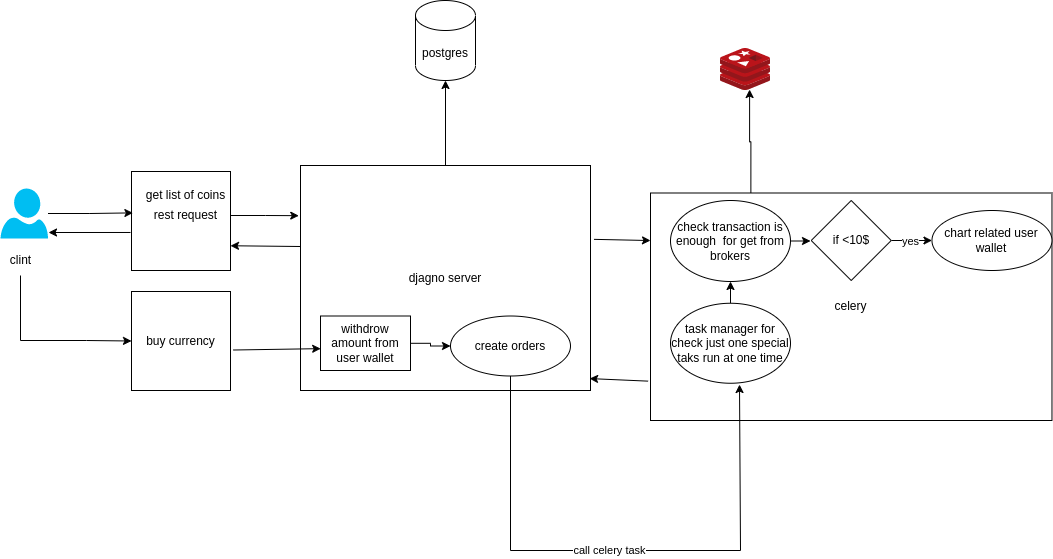 postgres
get list of coins
rest request
clint
buy currency
djagno server
withdrow
amount from
user wallet
create orders
check transaction is
enough for get from
brokers
if <10$
yes
chart related user
wallet
celery
task manager for
check just one special
taks run at one time
call celery task